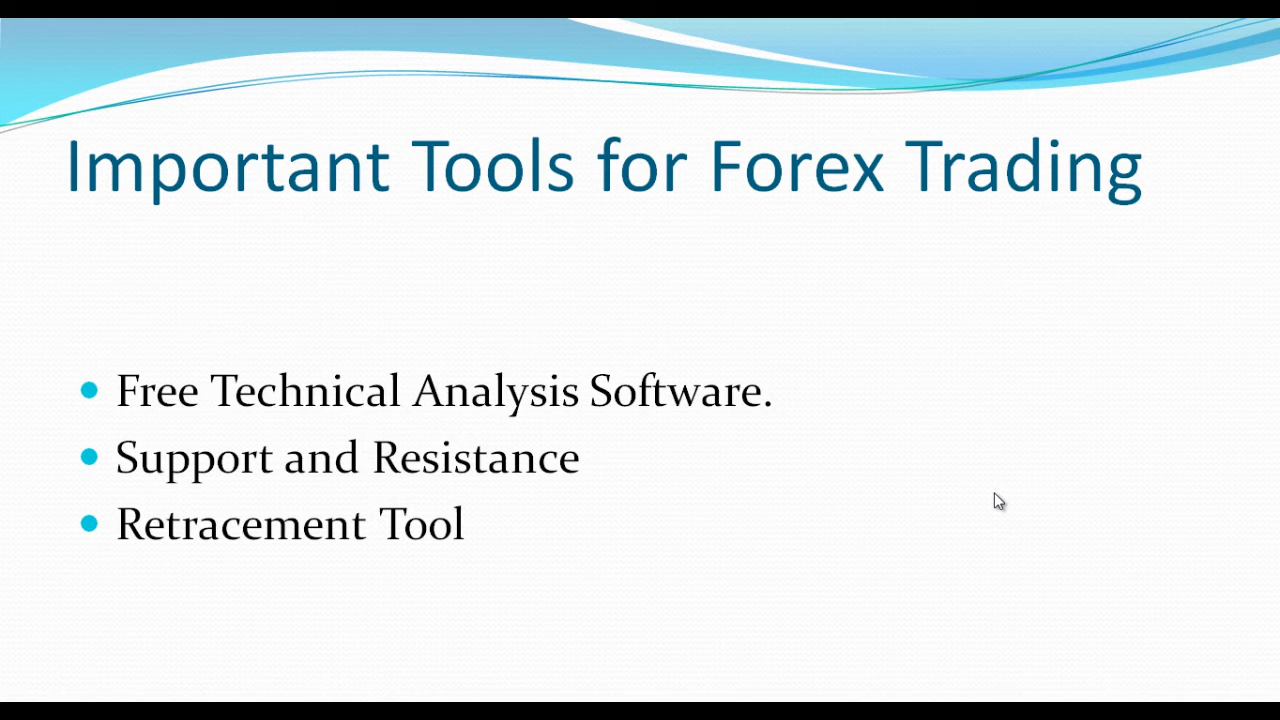 Important Tools for Forex Trading
• Free Technical Analysis Software.
• Support and Resistance
• Retracement Tool